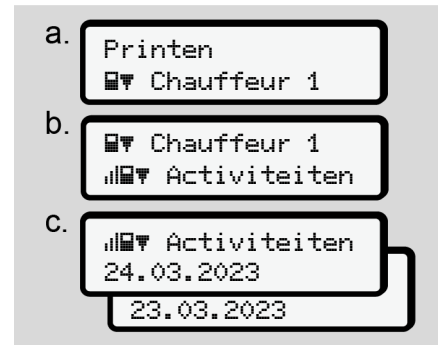 a.
Printen
Chauffeur 1
b.
Chauffeur 1
Activiteiten
c.
Activiteiten
24.03.2023
23.03.2023